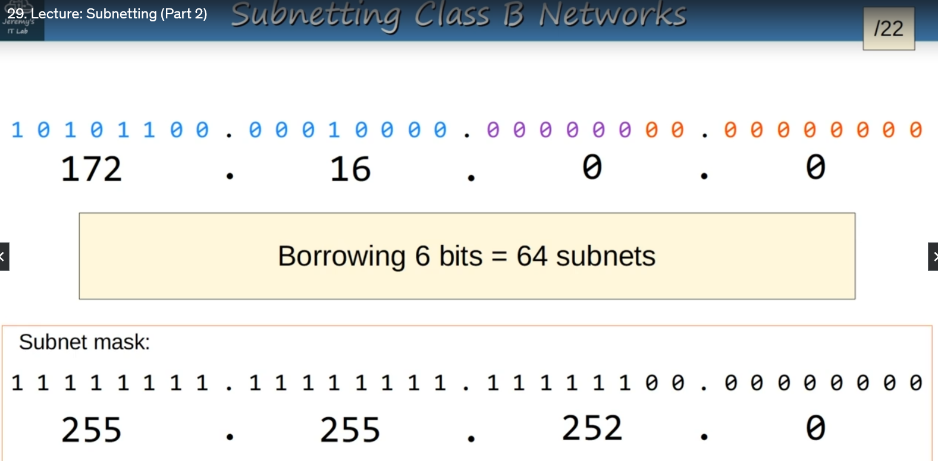 29. Lecture: Subnetting (Part 2)
Jeremy's
IT Lab
Subnetting Class B Networks
/22
1 0 1 0 1 1 0 0 . 0 0 0 1 0 0 0 0 . 0 0 0 0 0 0 0 0 . 0 0 0 0 0 0 0 0
172 . 16 . 0 . 0
Borrowing 6 bits = 64 subnets
Subnet mask:
1 1 1 1 1 1 1 1 . 1 1 1 1 1 1 1 1 . 1 1 1 1 1 1 0 0 . 0 0 0 0 0 0 0 0
255 . 255 . 252 . 0